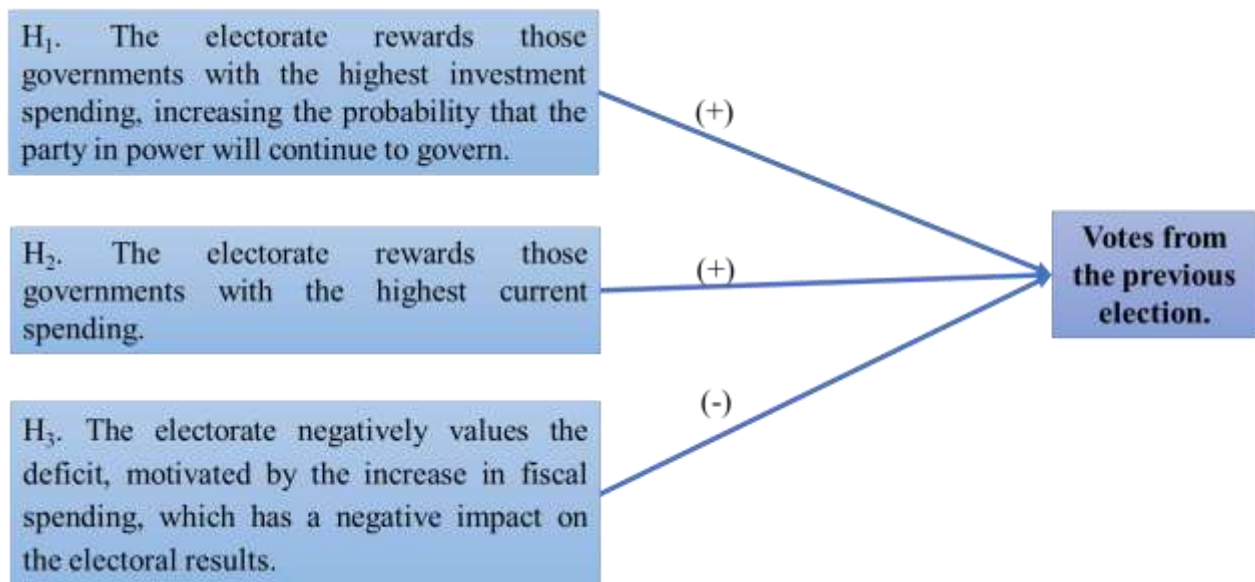 H₁. The electorate rewards those
governments with the highest investment
spending, increasing the probability that the
party in power will continue to govern.
(+)
H₂. The electorate rewards those
governments with the highest current
spending.
(+)
Votes from
the previous
election.
H₃. The electorate negatively values the
deficit, motivated by the increase in fiscal
spending, which has a negative impact on
the electoral results.
(-)